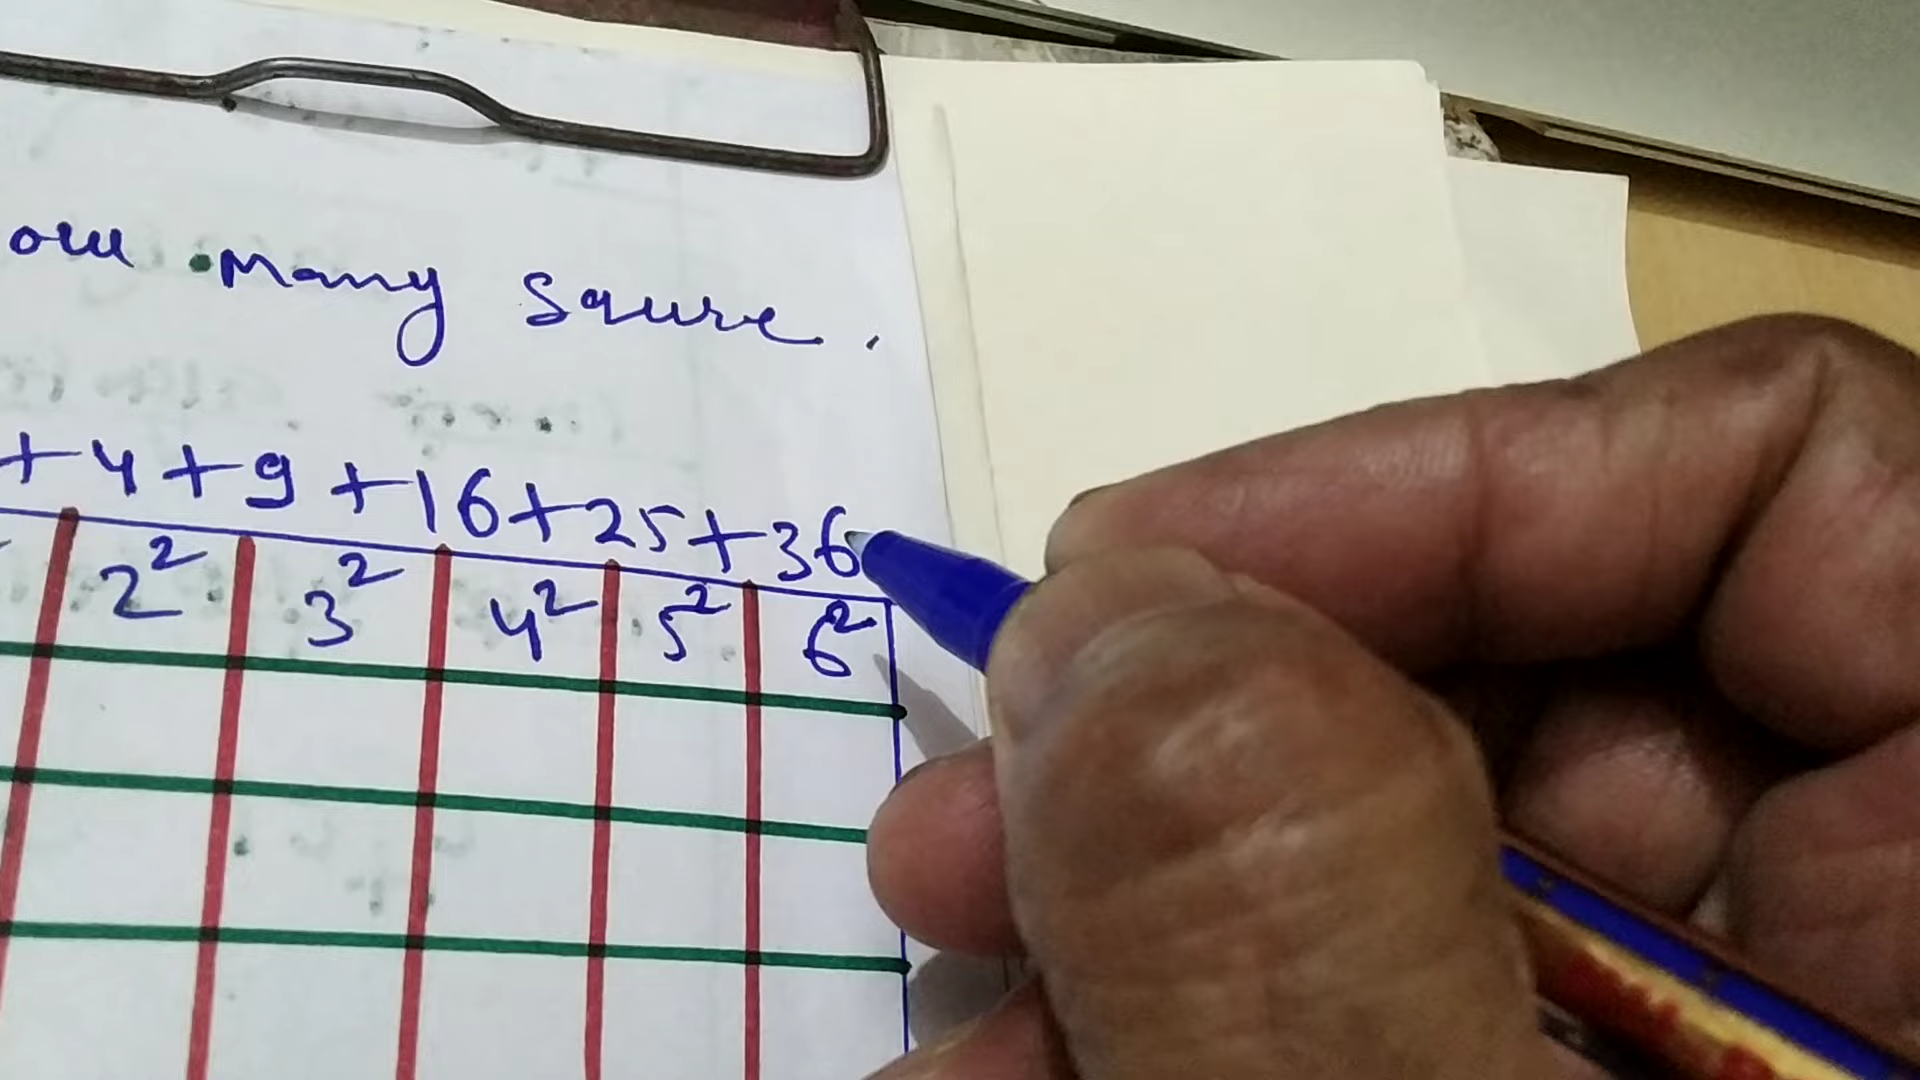 ow many Squre.
+4+9+16+25+36
2² 3² 4² 5² 6²